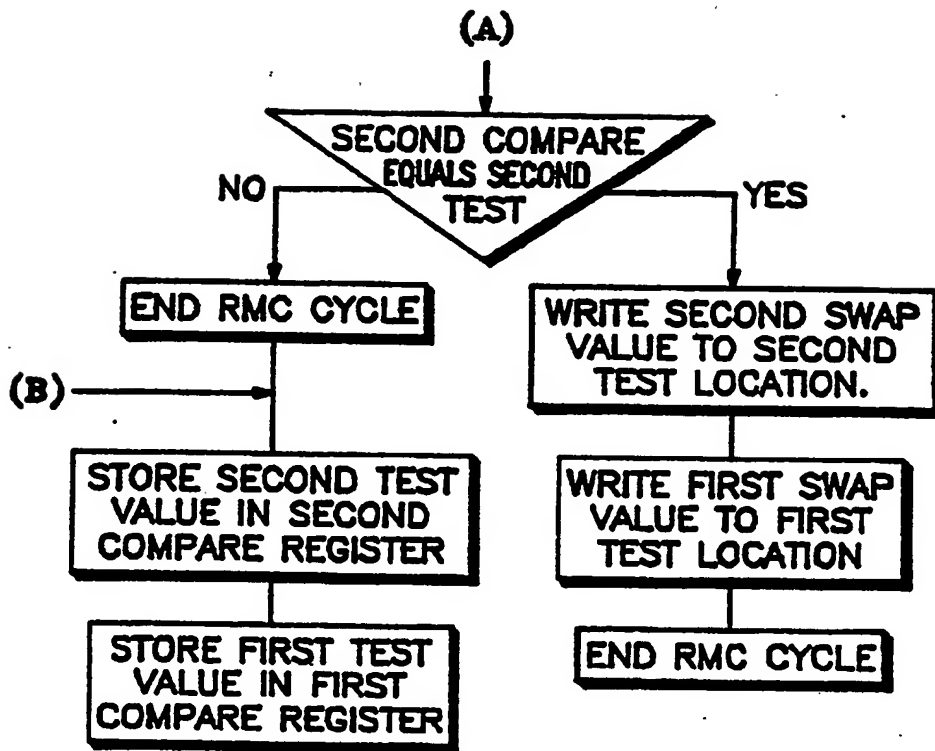 (A)
SECOND COMPARE
EQUALS SECOND
TEST
NO
YES
END RMC CYCLE
WRITE SECOND SWAP
VALUE TO SECOND
TEST LOCATION.
(B)
STORE SECOND TEST
VALUE IN SECOND
COMPARE REGISTER
WRITE FIRST SWAP
VALUE TO FIRST
TEST LOCATION
STORE FIRST TEST
VALUE IN FIRST
COMPARE REGISTER
END RMC CYCLE